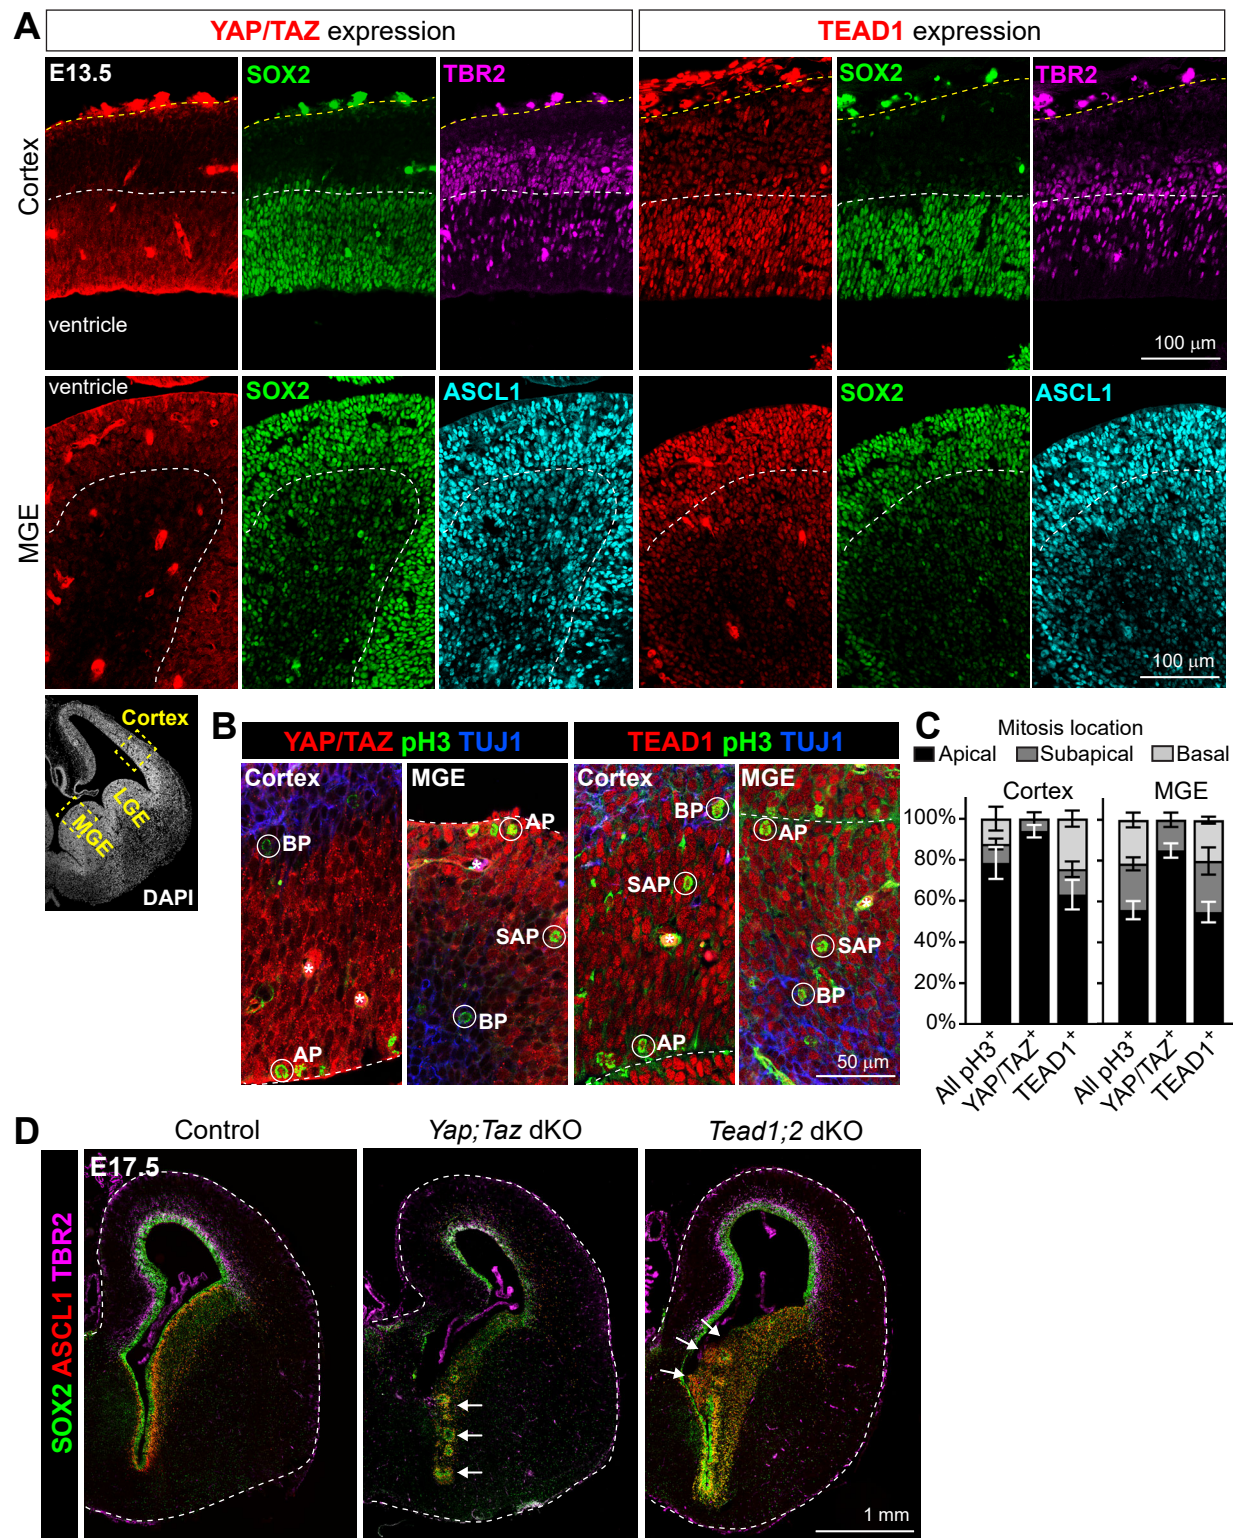 A
YAP/TAZ expression
TEAD1 expression
E13.5
SOX2
TBR2
SOX2
TBR2
Cortex
ventricle
100 µm
ventricle
SOX2
ASCL1
SOX2
ASCL1
MGE
100 µm
Cortex
LGE
MGE
DAPI
B
YAP/TAZ pH3 TUJ1
TEAD1 pH3 TUJ1
Cortex
MGE
Cortex
MGE
BP
AP
BP
AP
SAP
SAP
SAP
BP
BP
AP
AP
*
*
*
*
*
50 µm
C
Mitosis location
Apical
Subapical
Basal
Cortex
MGE
100%
80%
60%
40%
20%
0%
All pH3+
YAP/TAZ+
TEAD1+
All pH3+
YAP/TAZ+
TEAD1+
D
Control
Yap;Taz dKO
Tead1;2 dKO
SOX2 ASCL1 TBR2
E17.5
1 mm